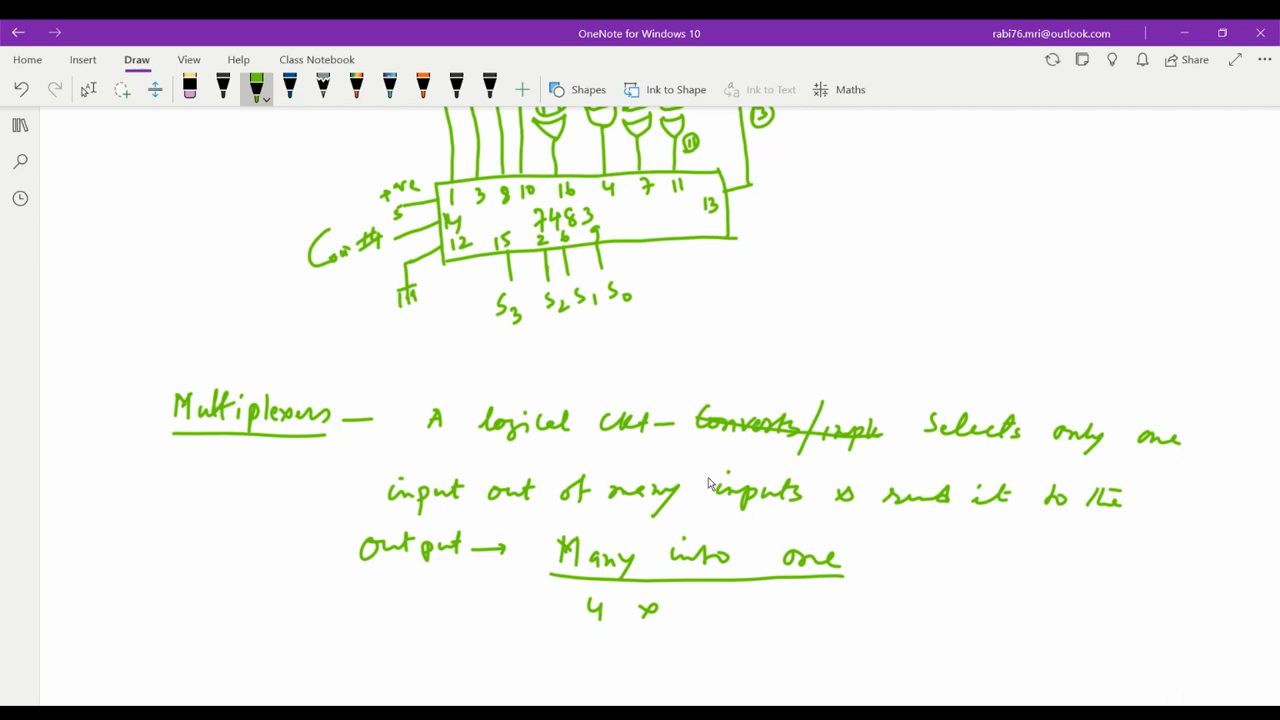 OneNote for Windows 10
rabi76.mri@outlook.com
Home Insert Draw View Help Class Notebook
Share
Shapes Ink to Shape Ink to Text Maths
13
11
+ve
5
1 3 8 10 16 4 7 11
13
14 7483
12 15 2 6 9
S3 S2 S1 S0
Multiplexers — A logical CKt — Selects only one
input out of many inputs & sends it to the
output → Many into one
4 x